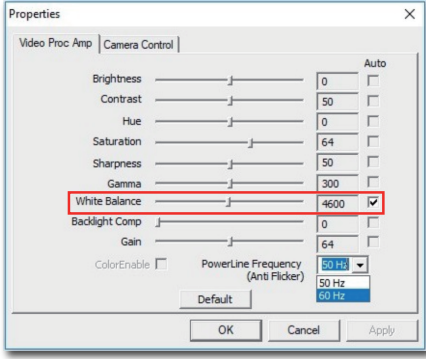 Properties
Video Proc Amp Camera Control
Auto
Brightness 0
Contrast 50
Hue 0
Saturation 64
Sharpness 50
Gamma 300
White Balance 4600
Backlight Comp 0
Gain 64
ColorEnable PowerLine Frequency 50 Hz
(Anti Flicker)
50 Hz
60 Hz
Default
OK Cancel Apply